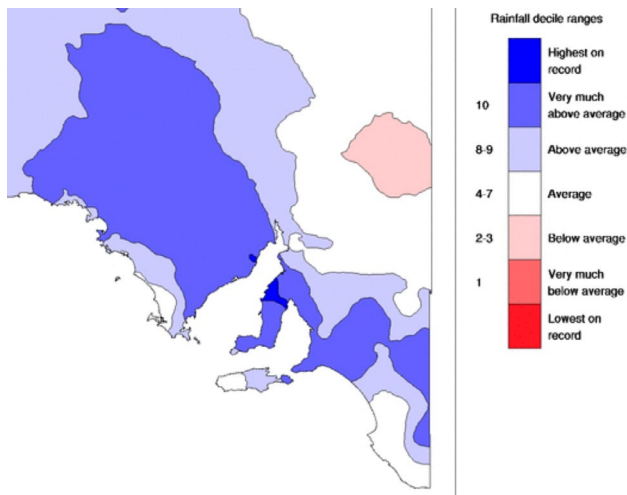 Rainfall decile ranges
Highest on
record
10
Very much
above average
8-9
Above average
4-7
Average
2-3
Below average
1
Very much
below average
Lowest on
record